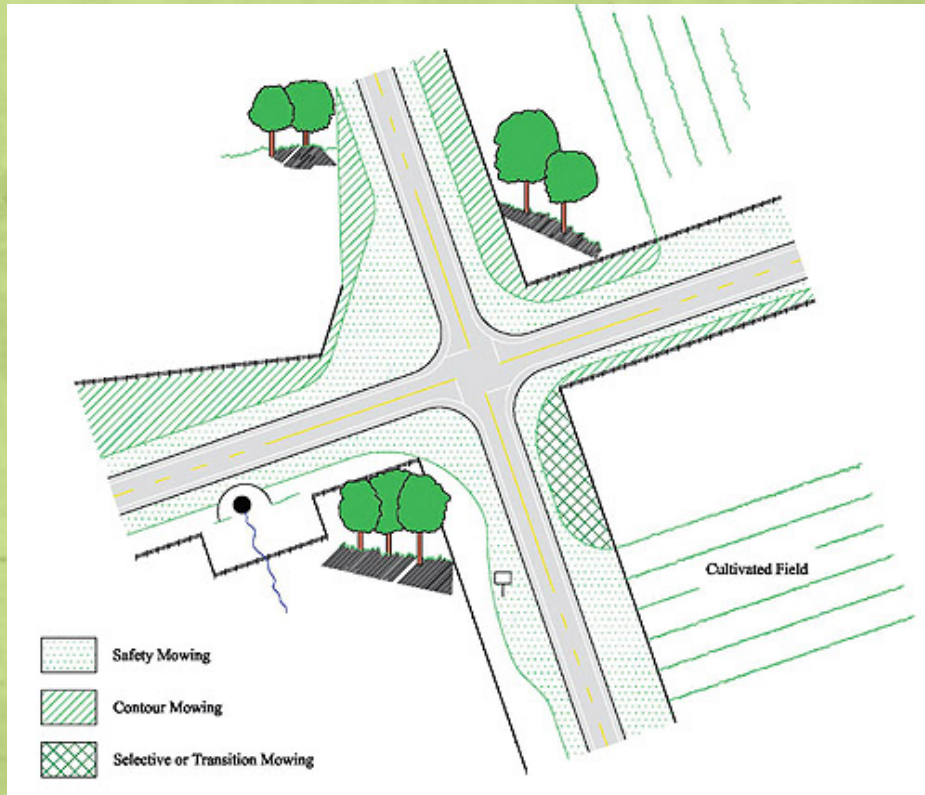 Cultivated Field
Safety Mowing
Contour Mowing
Selective or Transition Mowing